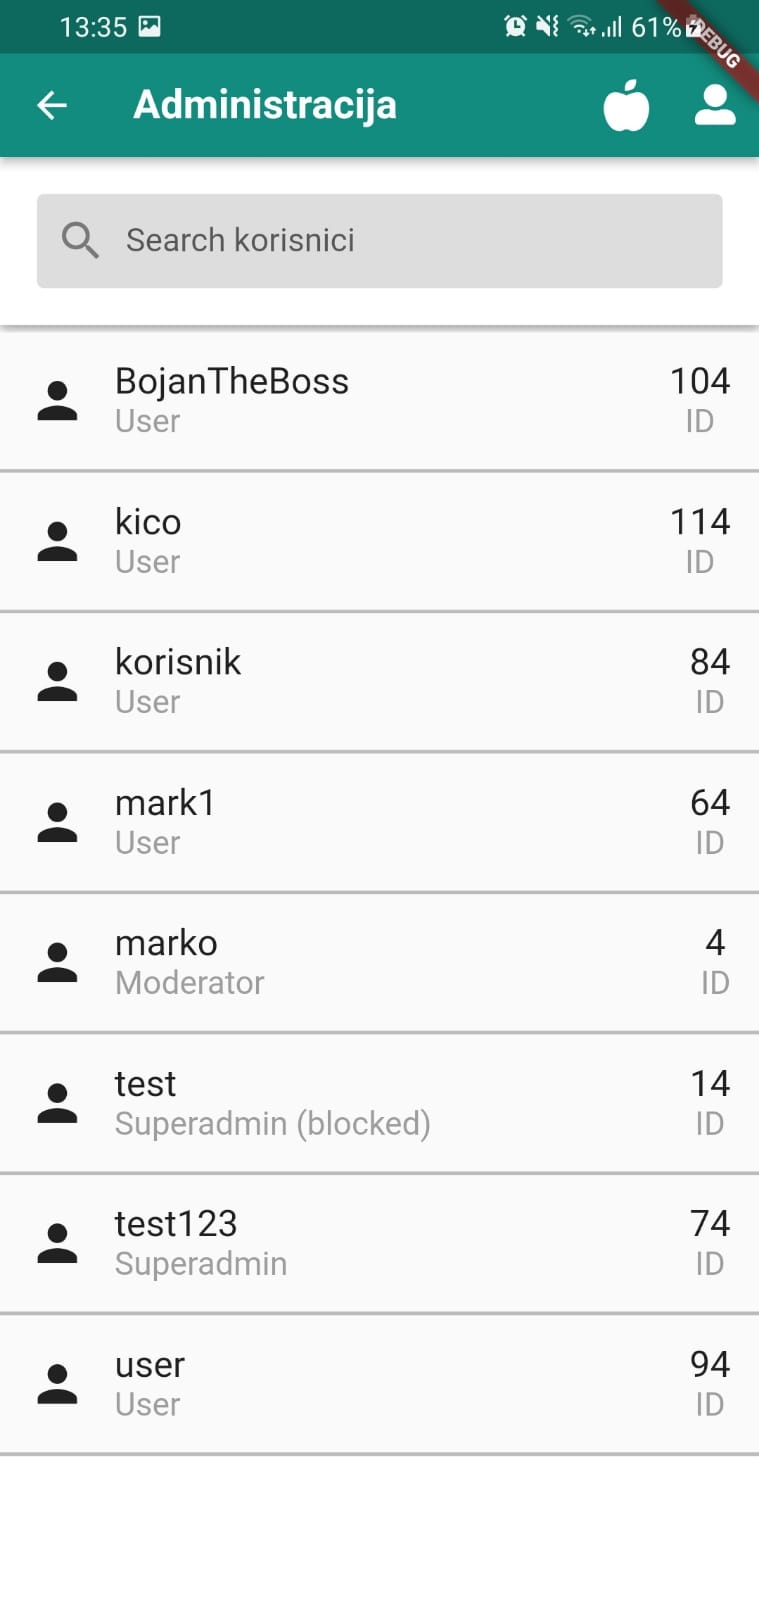 13:35 61%
DEBUG
Administracija
Search korisnici
BojanTheBoss 104
User ID
kico 114
User ID
korisnik 84
User ID
mark1 64
User ID
marko 4
Moderator ID
test 14
Superadmin (blocked) ID
test123 74
Superadmin ID
user 94
User ID